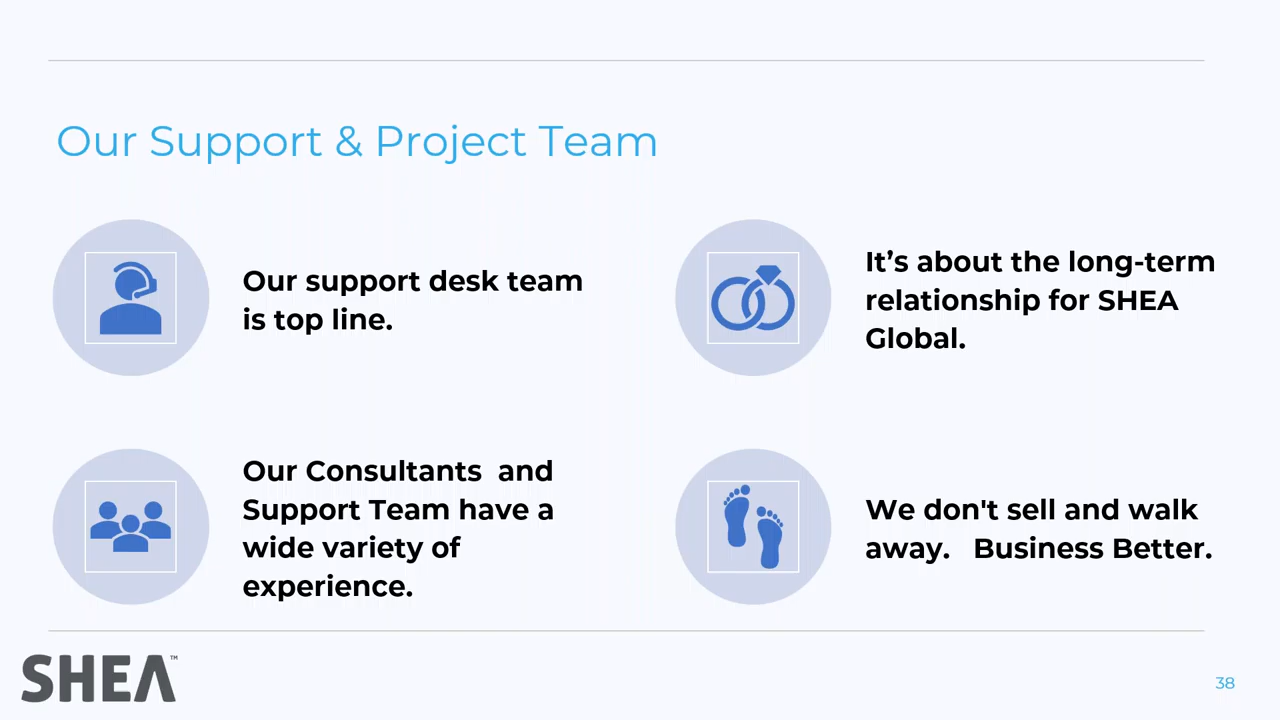 Our Support & Project Team
Our support desk team
is top line.
It’s about the long-term
relationship for SHEA
Global.
Our Consultants  and
Support Team have a
wide variety of
experience.
We don't sell and walk
away.   Business Better.
SHEA™
38